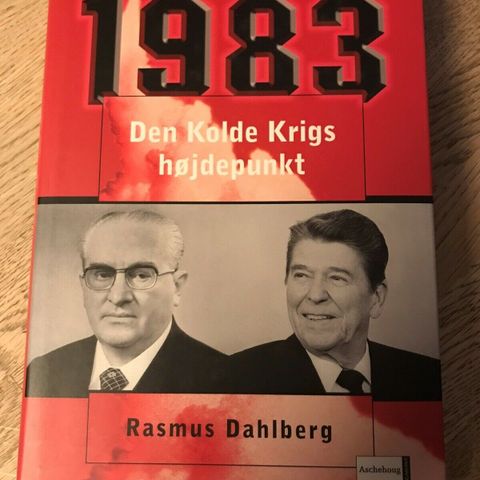 1983
Den Kolde Krigs
højdepunkt
Rasmus Dahlberg
Aschehoug